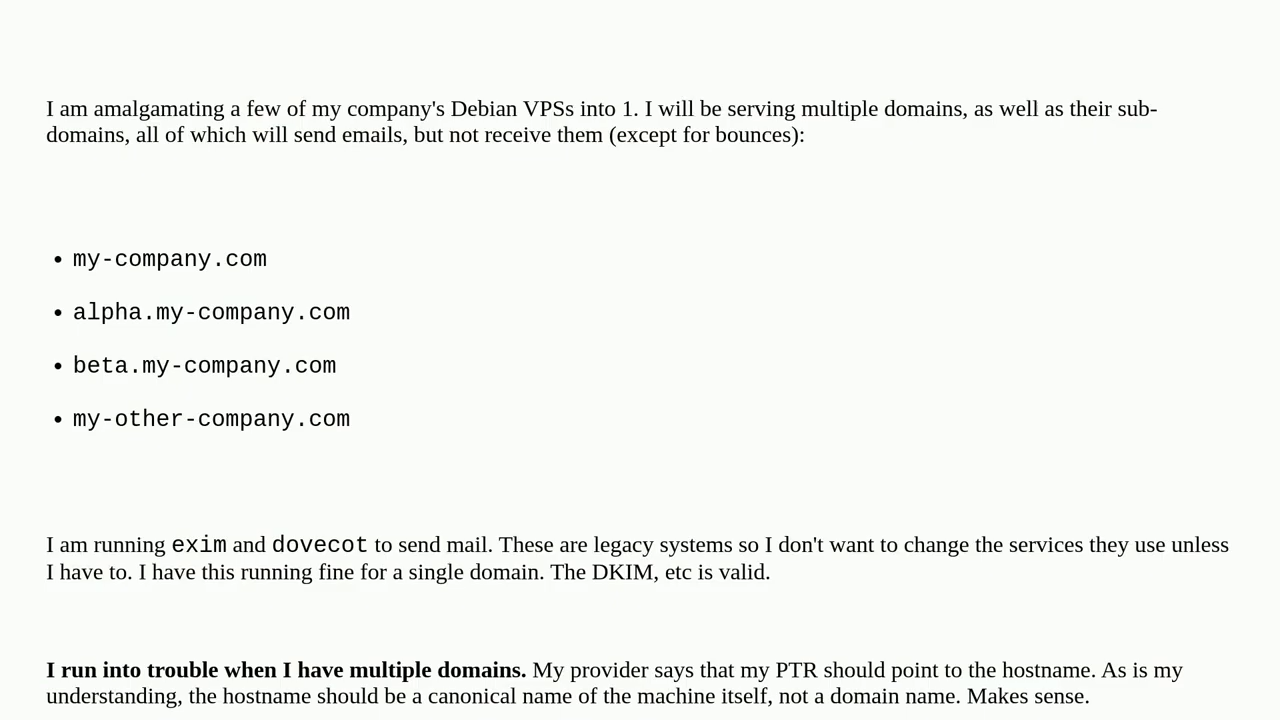 I am amalgamating a few of my company's Debian VPSs into 1. I will be serving multiple domains, as well as their sub-
domains, all of which will send emails, but not receive them (except for bounces):
• my-company.com
• alpha.my-company.com
• beta.my-company.com
• my-other-company.com
I am running exim and dovecot to send mail. These are legacy systems so I don't want to change the services they use unless
I have to. I have this running fine for a single domain. The DKIM, etc is valid.
I run into trouble when I have multiple domains. My provider says that my PTR should point to the hostname. As is my
understanding, the hostname should be a canonical name of the machine itself, not a domain name. Makes sense.